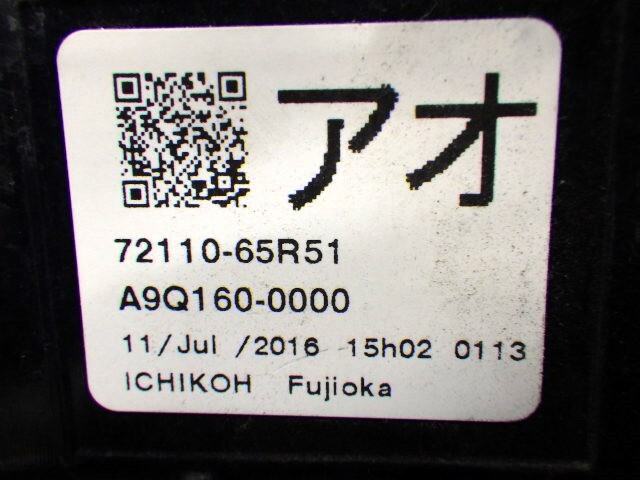 アオ
72110-65R51
A9Q160-0000
11/Jul /2016 15h02 0113
ICHIKOH Fujioka